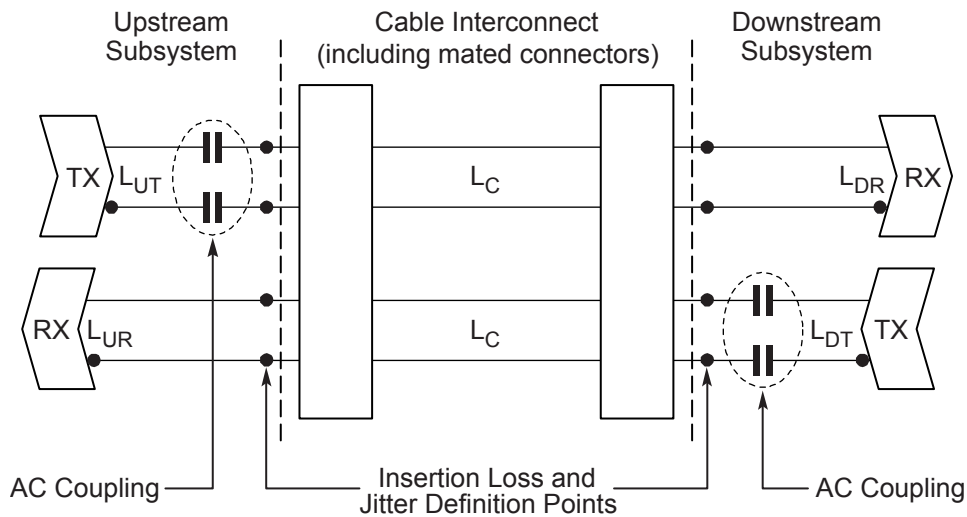 Upstream
Subsystem
Cable Interconnect
(including mated connectors)
Downstream
Subsystem
TX
L_UT
L_C
L_DR
RX
RX
L_UR
L_C
L_DT
TX
AC Coupling
Insertion Loss and
Jitter Definition Points
AC Coupling